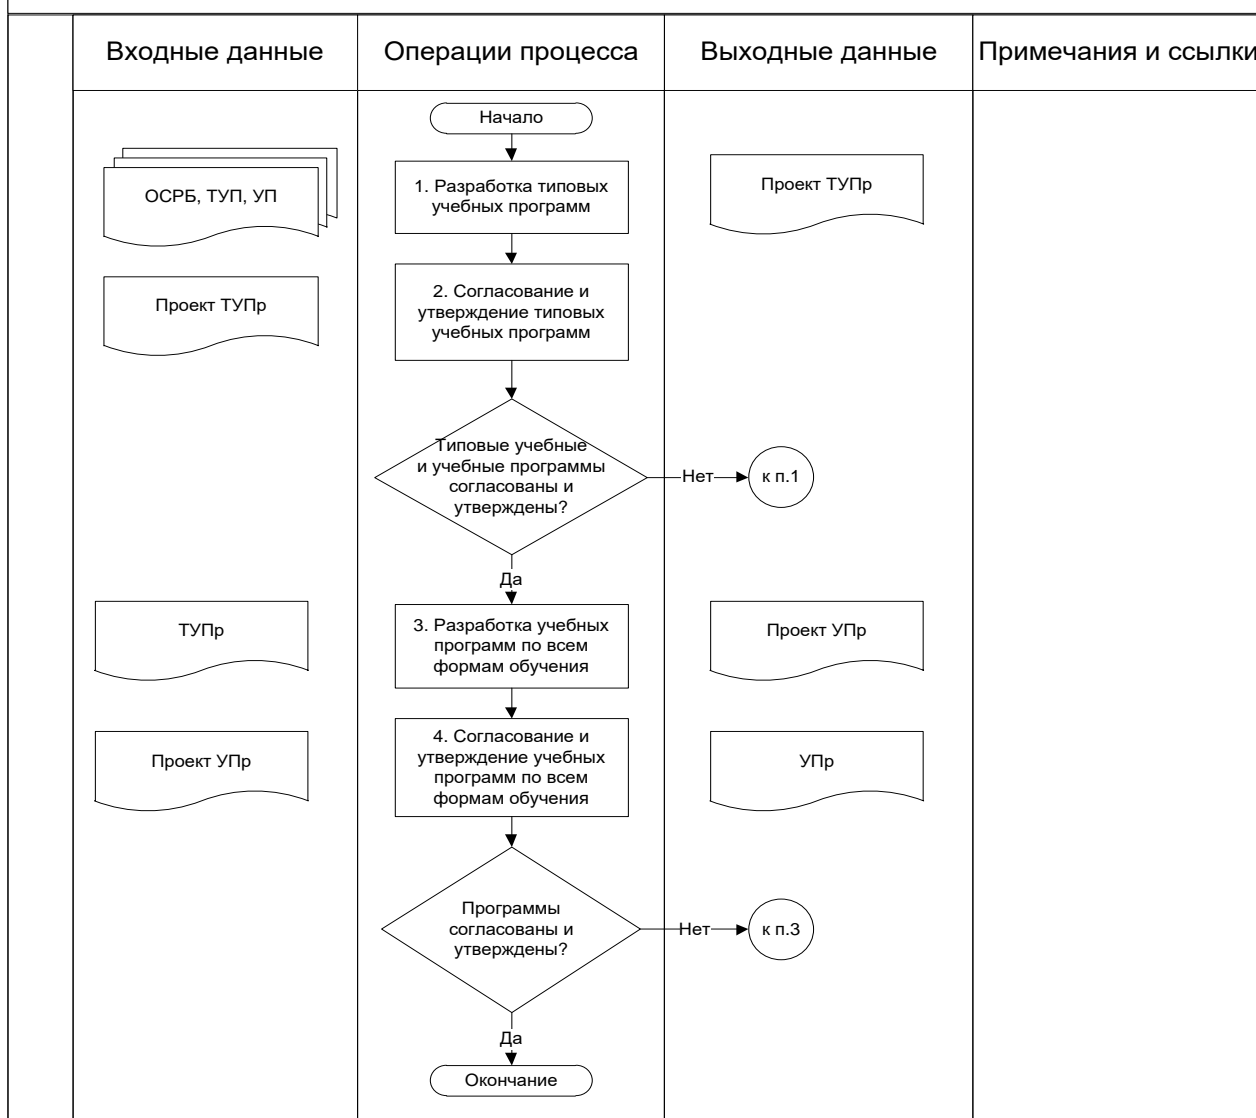 Входные данные
Операции процесса
Выходные данные
Примечания и ссылки
Начало
ОСРБ, ТУП, УП
1. Разработка типовых
учебных программ
Проект ТУПр
Проект ТУПр
2. Согласование и
утверждение типовых
учебных программ
Типовые учебные
и учебные программы
согласованы и
утверждены?
Нет
к п.1
Да
ТУПр
3. Разработка учебных
программ по всем
формам обучения
Проект УПр
Проект УПр
4. Согласование и
утверждение учебных
программ по всем
формам обучения
УПр
Программы
согласованы и
утверждены?
Нет
к п.3
Да
Окончание